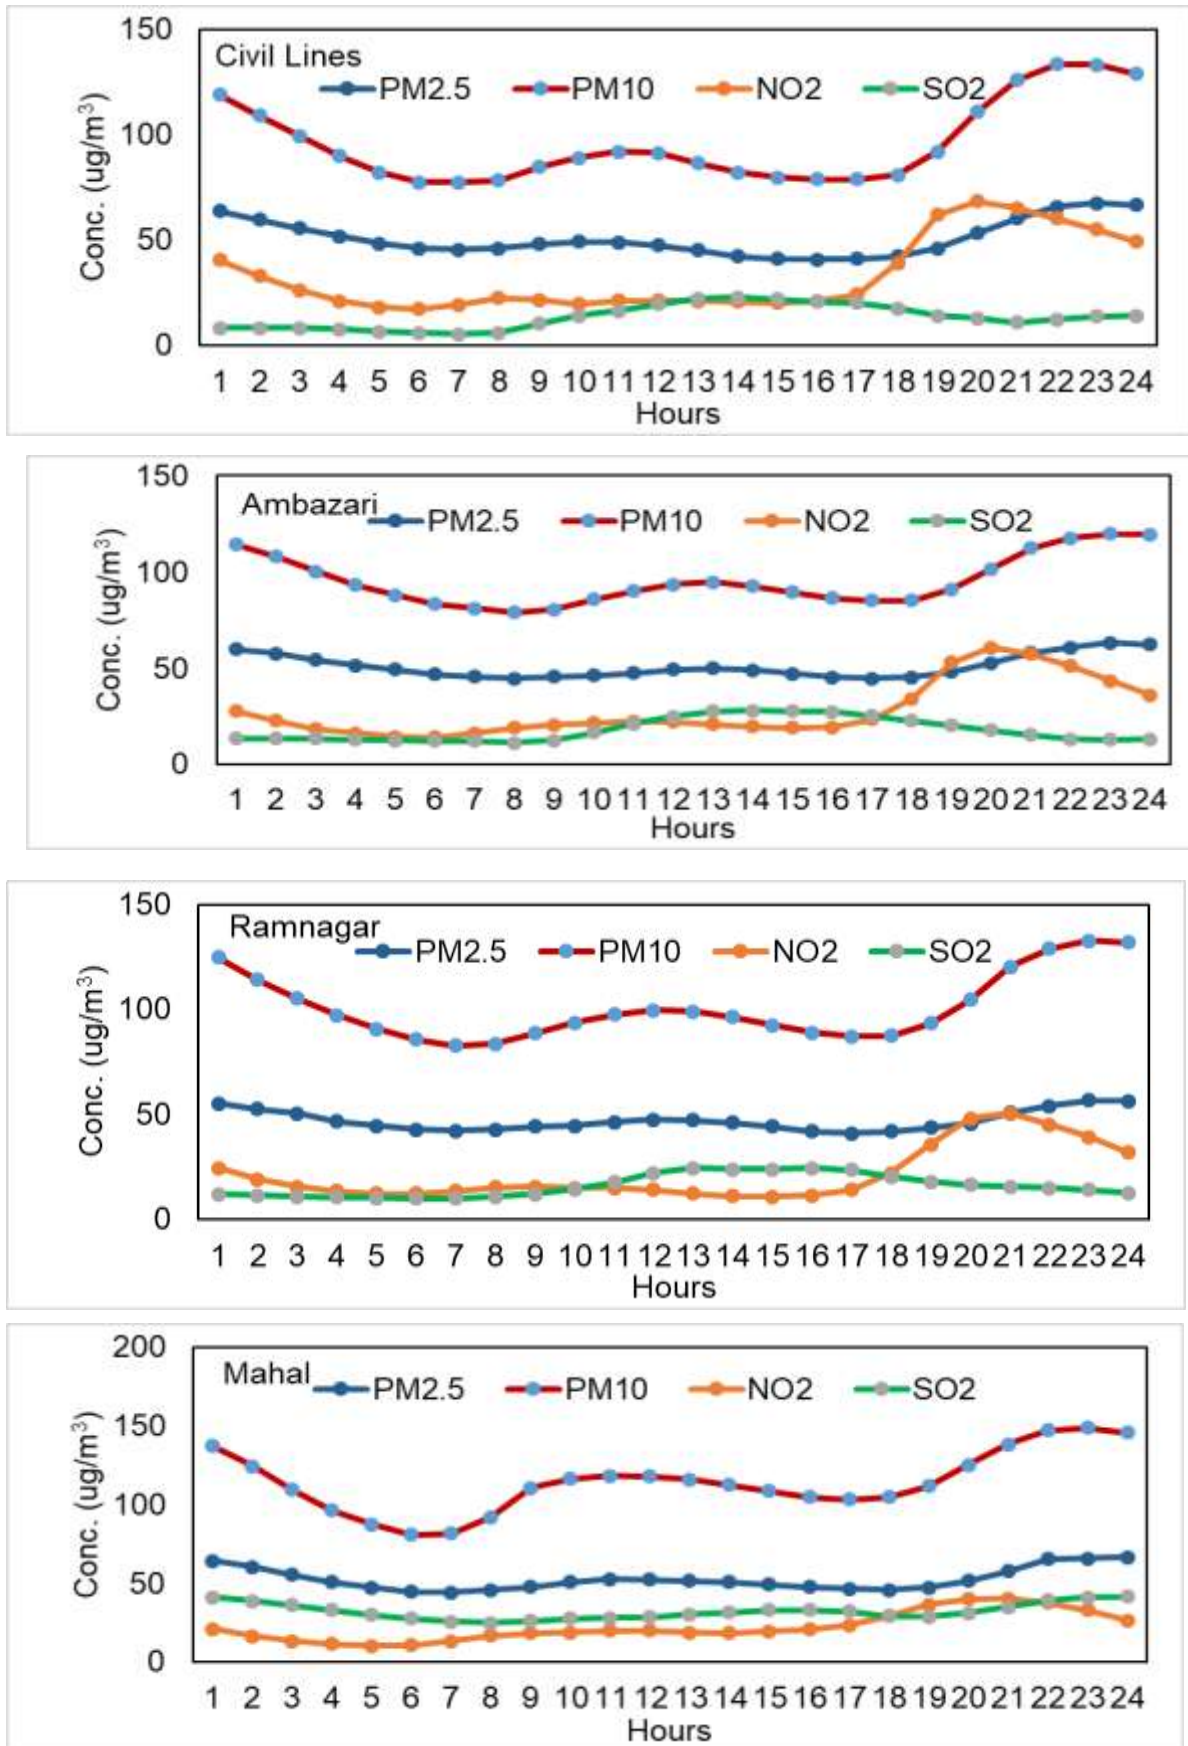 150
Civil Lines
PM2.5 PM10 NO2 SO2
100
50
0
Conc. (ug/m³)
1 2 3 4 5 6 7 8 9 10 11 12 13 14 15 16 17 18 19 20 21 22 23 24
Hours
150
Ambazari
PM2.5 PM10 NO2 SO2
100
50
0
Conc. (ug/m³)
1 2 3 4 5 6 7 8 9 10 11 12 13 14 15 16 17 18 19 20 21 22 23 24
Hours
150
Ramnagar
PM2.5 PM10 NO2 SO2
100
50
0
Conc. (ug/m³)
1 2 3 4 5 6 7 8 9 10 11 12 13 14 15 16 17 18 19 20 21 22 23 24
Hours
200
Mahal
PM2.5 PM10 NO2 SO2
150
100
50
0
Conc. (ug/m³)
1 2 3 4 5 6 7 8 9 10 11 12 13 14 15 16 17 18 19 20 21 22 23 24
Hours